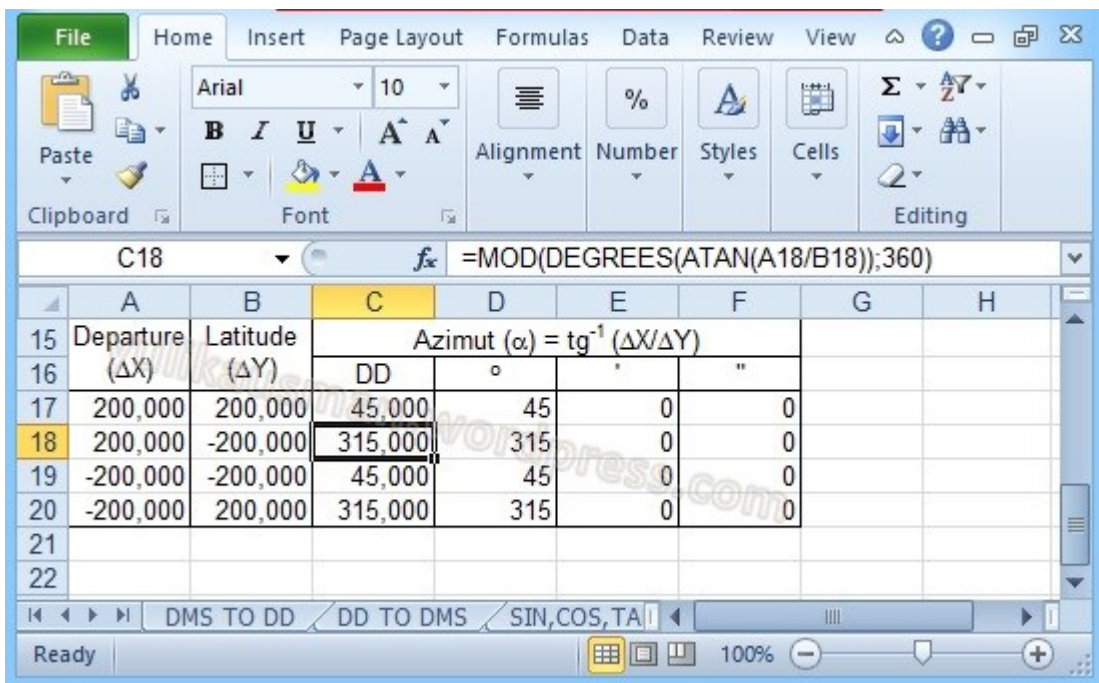 File Home Insert Page Layout Formulas Data Review View
Arial 10 %
B I U A A Alignment Number Styles Cells Σ
Paste A
Clipboard Font Editing
C18 fx =MOD(DEGREES(ATAN(A18/B18));360)
A B C D E F G H
15 Departure Latitude Azimut (α) = tg-1 (ΔX/ΔY)
16 (ΔX) (ΔY) DD ° ' "
17 200,000 200,000 45,000 45 0 0
18 200,000 -200,000 315,000 315 0 0
19 -200,000 -200,000 45,000 45 0 0
20 -200,000 200,000 315,000 315 0 0
21
22
DMS TO DD DD TO DMS SIN,COS,TA
Ready 100%